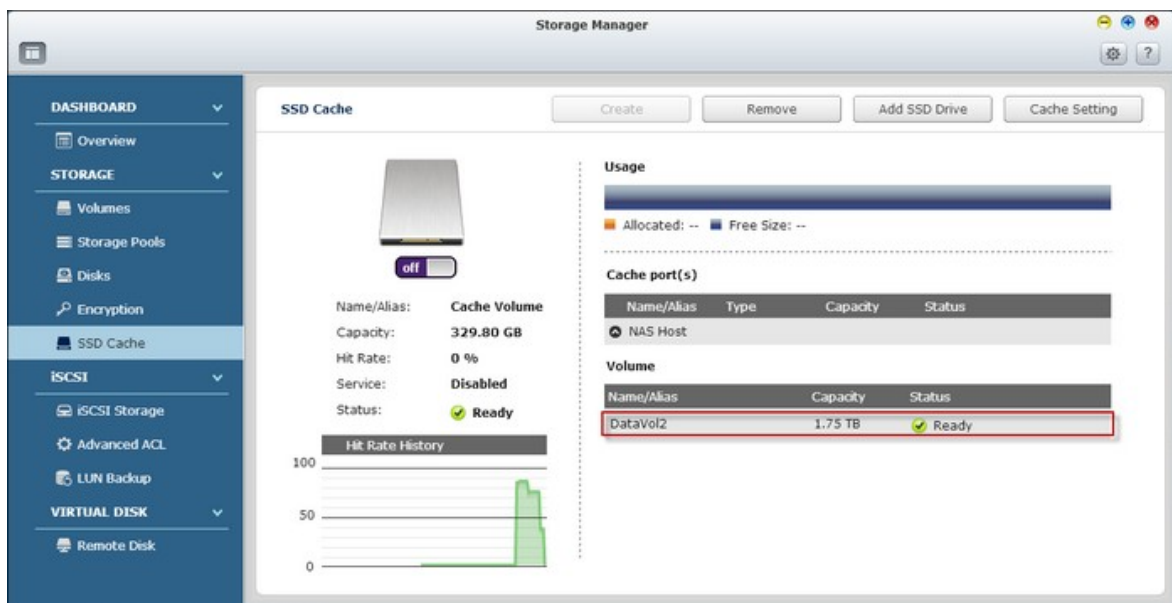 Storage Manager
?
DASHBOARD
Overview
STORAGE
Volumes
Storage Pools
Disks
Encryption
SSD Cache
iSCSI
iSCSI Storage
Advanced ACL
LUN Backup
VIRTUAL DISK
Remote Disk
SSD Cache Create Remove Add SSD Drive Cache Setting
off
Name/Alias: Cache Volume
Capacity: 329.80 GB
Hit Rate: 0 %
Service: Disabled
Status: Ready
Hit Rate History
100
50
0
Usage
Allocated: -- Free Size: --
Cache port(s)
Name/Alias Type Capacity Status
NAS Host
Volume
Name/Alias Capacity Status
DataVol2 1.75 TB Ready